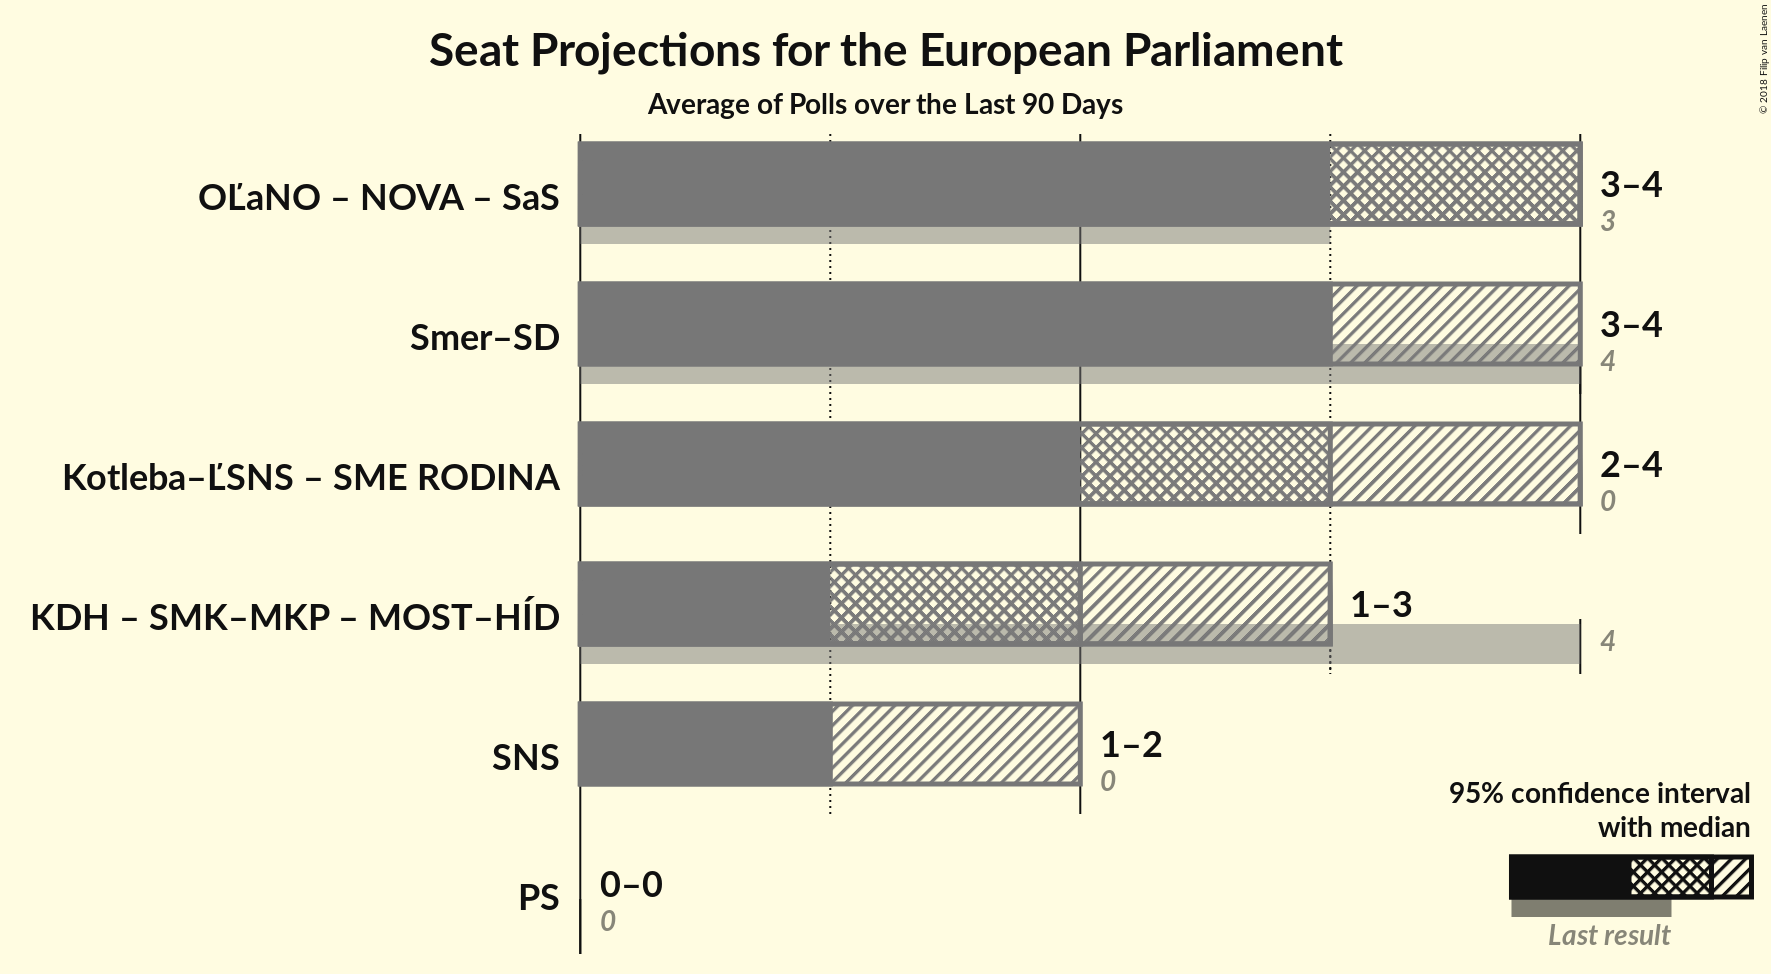 Seat Projections for the European Parliament
Average of Polls over the Last 90 Days
© 2018 Filip van Laenen
OĽaNO – NOVA – SaS
3–4
3
Smer–SD
3–4
4
Kotleba–ĽSNS – SME RODINA
2–4
0
KDH – SMK–MKP – MOST–HÍD
1–3
4
SNS
1–2
0
PS
0–0
0
95% confidence interval
with median
Last result